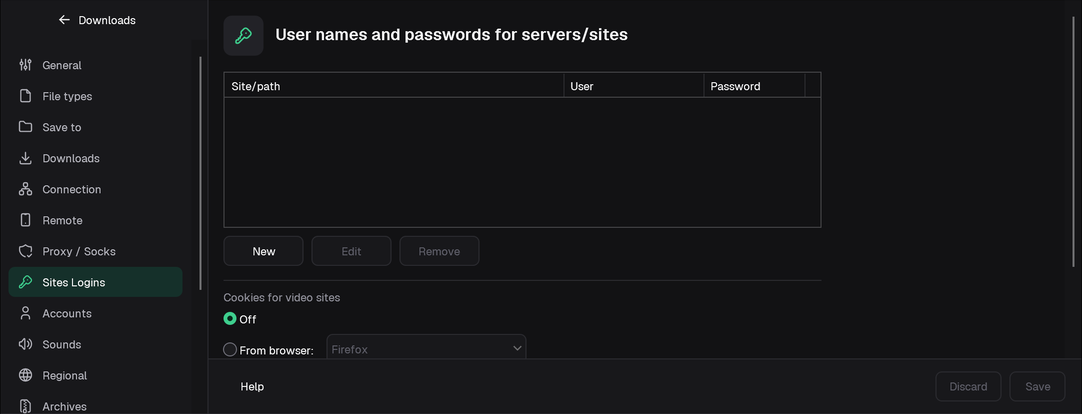 Downloads
General
File types
Save to
Downloads
Connection
Remote
Proxy / Socks
Sites Logins
Accounts
Sounds
Regional
Archives
User names and passwords for servers/sites
Site/path User Password
New Edit Remove
Cookies for video sites
Off
From browser: Firefox
Help Discard Save